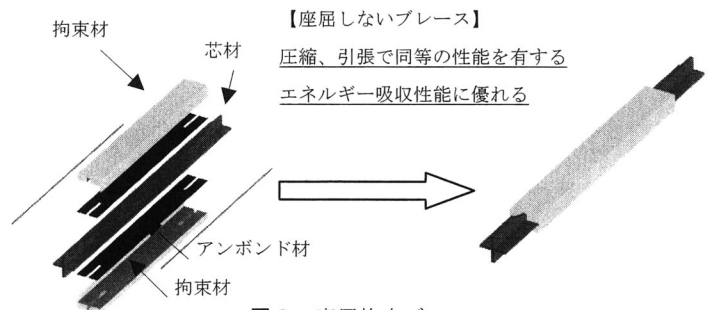 拘束材
芯材
【座屈しないブレース】
圧縮、引張で同等の性能を有する
エネルギー吸収性能に優れる
アンボンド材
拘束材